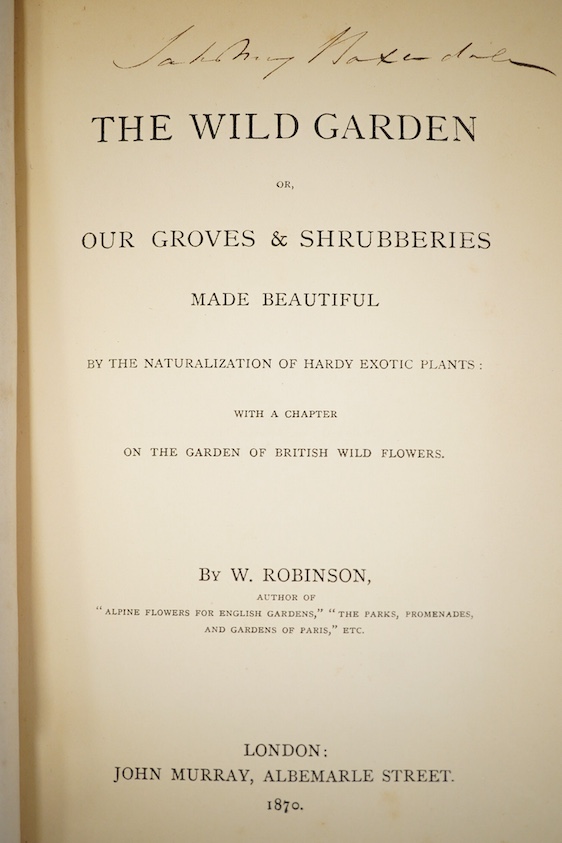 THE WILD GARDEN
OR,
OUR GROVES & SHRUBBERIES
MADE BEAUTIFUL
BY THE NATURALIZATION OF HARDY EXOTIC PLANTS:
WITH A CHAPTER
ON THE GARDEN OF BRITISH WILD FLOWERS.
BY W. ROBINSON,
AUTHOR OF
"ALPINE FLOWERS FOR ENGLISH GARDENS," "THE PARKS, PROMENADES,
AND GARDENS OF PARIS," ETC.
LONDON:
JOHN MURRAY, ALBEMARLE STREET.
1870.